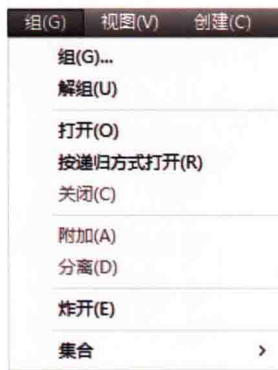 组(G) 视图(V) 创建(C)
组(G)...
解组(U)
打开(O)
按递归方式打开(R)
关闭(C)
附加(A)
分离(D)
炸开(E)
集合